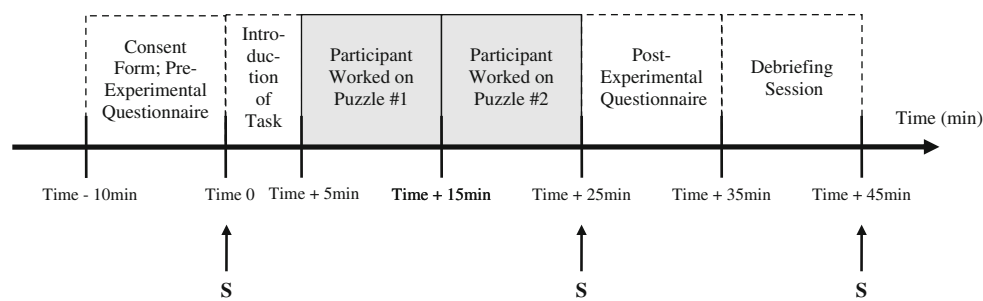 Consent
Form; Pre-
Experimental
Questionnaire
Intro-
duc-
tion
of
Task
Participant
Worked on
Puzzle #1
Participant
Worked on
Puzzle #2
Post-
Experimental
Questionnaire
Debriefing
Session
Time (min)
Time - 10min
Time 0
Time + 5min
Time + 15min
Time + 25min
Time + 35min
Time + 45min
S
S
S